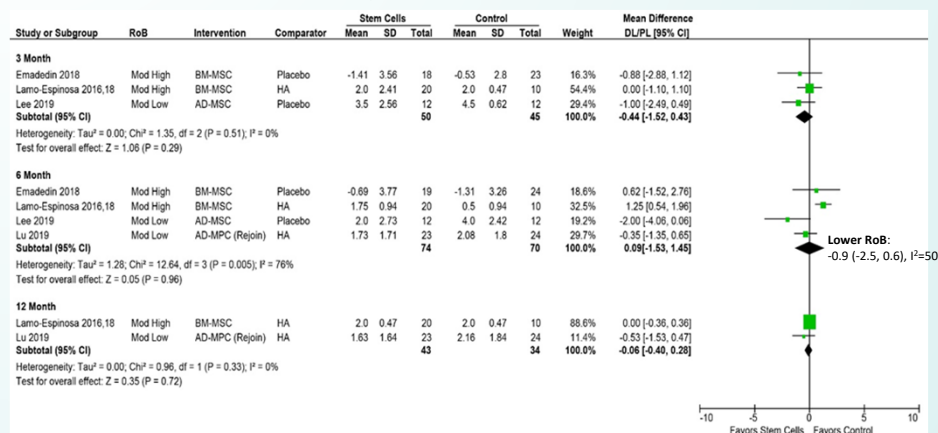 Stem Cells Control Mean Difference
Study or Subgroup RoB Intervention Comparator Mean SD Total Mean SD Total Weight DL/PL [95% CI]
3 Month
Emadedin 2018 Mod High BM-MSC Placebo -1.41 3.56 18 -0.53 2.8 23 16.3% -0.88 [-2.88, 1.12]
Lamo-Espinosa 2016,18 Mod High BM-MSC HA 2.0 2.41 20 2.0 0.47 10 54.4% 0.00 [-1.10, 1.10]
Lee 2019 Mod Low AD-MSC Placebo 3.5 2.56 12 4.5 0.62 12 -1.00 [-2.49, 0.49]
Subtotal (95% CI) 50 45 100.0% -0.44 [-1.52, 0.43]
Heterogeneity: Tau² = 0.00; Chi² = 1.35, df = 2 (P = 0.51); I² = 0%
Test for overall effect: Z = 1.06 (P = 0.29)
6 Month
Emadedin 2018 Mod High BM-MSC Placebo -0.69 3.77 19 -1.31 3.26 24 18.6% 0.62 [-1.52, 2.76]
Lamo-Espinosa 2016,18 Mod High BM-MSC HA 1.75 0.94 20 0.5 0.94 10 32.5% 1.25 [0.54, 1.96]
Lee 2019 Mod Low AD-MSC Placebo 2.0 2.73 12 4.0 2.42 12 -2.00 [-4.06, 0.06]
Lu 2019 Mod Low AD-MPC (Rejoin) HA 1.73 1.71 23 2.08 1.8 24 29.7% -0.35 [-1.35, 0.65]
Subtotal (95% CI) 74 70 100.0% 0.09[-1.53, 1.45]
Lower RoB:
-0.9 (-2.5, 0.6), I²=50
Heterogeneity: Tau² = 1.28; Chi² = 12.64, df = 3 (P = 0.005); I² = 76%
Test for overall effect: Z = 0.05 (P = 0.96)
12 Month
Lamo-Espinosa 2016,18 Mod High BM-MSC HA 2.0 0.47 20 2.0 0.47 10 88.6% 0.00 [-0.36, 0.36]
Lu 2019 Mod Low AD-MPC (Rejoin) HA 1.63 1.64 23 2.16 1.84 24 11.4% -0.53 [-1.53, 0.47]
Subtotal (95% CI) 43 34 100.0% -0.06 [-0.40, 0.28]
Heterogeneity: Tau² = 0.00; Chi² = 0.96, df = 1 (P = 0.33); I² = 0%
Test for overall effect: Z = 0.35 (P = 0.72)
-10 -5 0 5 10
Favors Stem Cells Favors Control